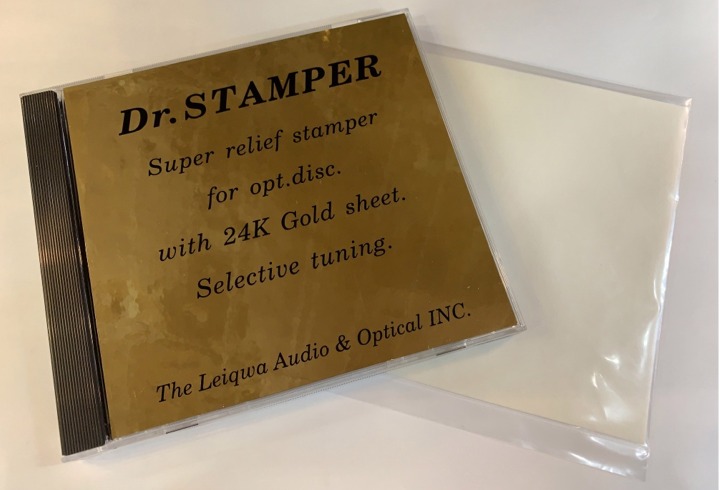 Dr.STAMPER
Super relief stamper
for opt.disc.
with 24K Gold sheet.
Selective tuning.
The Leiqwa Audio & Optical INC.